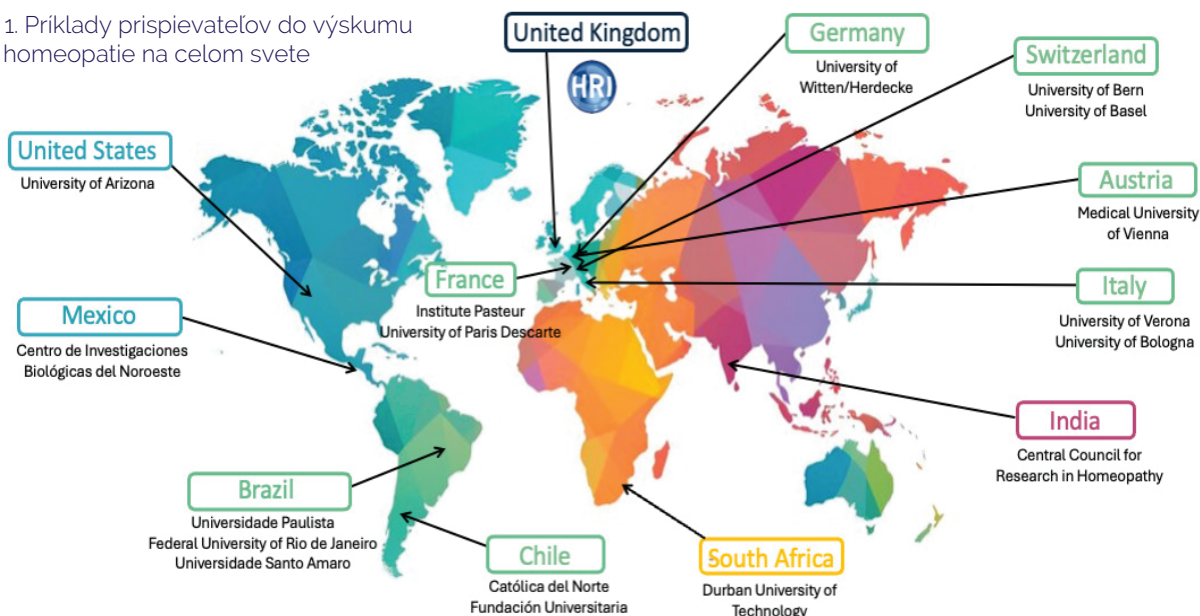 1. Príklady prispievateľov do výskumu
homeopatie na celom svete
United Kingdom
HRI
Germany
University of
Witten/Herdecke
Switzerland
University of Bern
University of Basel
United States
University of Arizona
Austria
Medical University
of Vienna
France
Institute Pasteur
University of Paris Descarte
Italy
University of Verona
University of Bologna
Mexico
Centro de Investigaciones
Biológicas del Noroeste
India
Central Council for
Research in Homeopathy
Brazil
Universidade Paulista
Federal University of Rio de Janeiro
Universidade Santo Amaro
Chile
Católica del Norte
Fundación Universitaria
South Africa
Durban University of
Technology